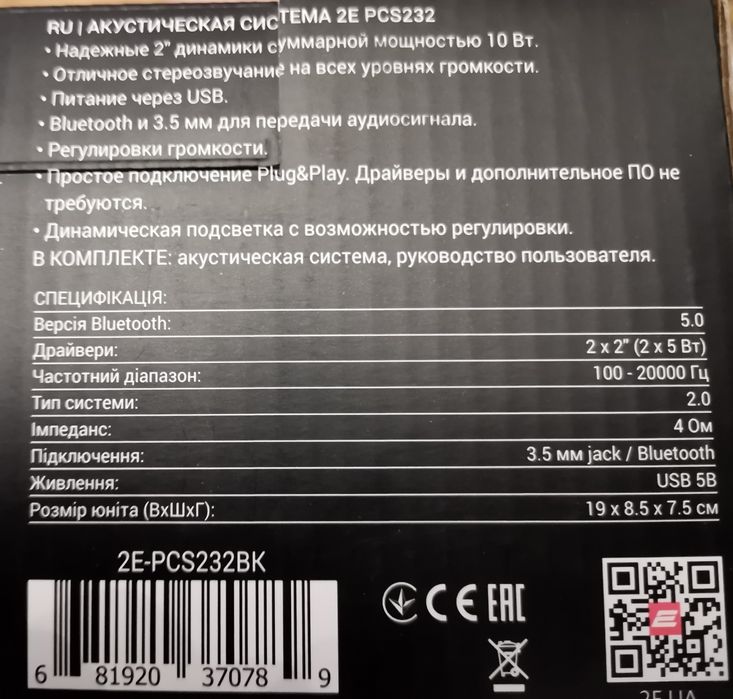 RU | АКУСТИЧЕСКАЯ СИСТЕМА 2E PCS232
• Надежные 2" динамики суммарной мощностью 10 Вт.
• Отличное стереозвучание на всех уровнях громкости.
• Питание через USB.
• Bluetooth и 3.5 мм для передачи аудиосигнала.
• Регулировки громкости.
• Простое подключение Plug&Play. Драйверы и дополнительное ПО не
требуются.
• Динамическая подсветка с возможностью регулировки.
В КОМПЛЕКТЕ: акустическая система, руководство пользователя.
СПЕЦИФІКАЦІЯ:
Версія Bluetooth: 5.0
Драйвери: 2 x 2" (2 x 5 Вт)
Частотний діапазон: 100 - 20000 Гц
Тип системи: 2.0
Імпеданс: 4 Ом
Підключення: 3.5 мм jack / Bluetooth
Живлення: USB 5В
Розмір юніта (ВхШхГ): 19 x 8.5 x 7.5 см
2E-PCS232BK
CE EAC
6 81920 37078 9
2E.UA